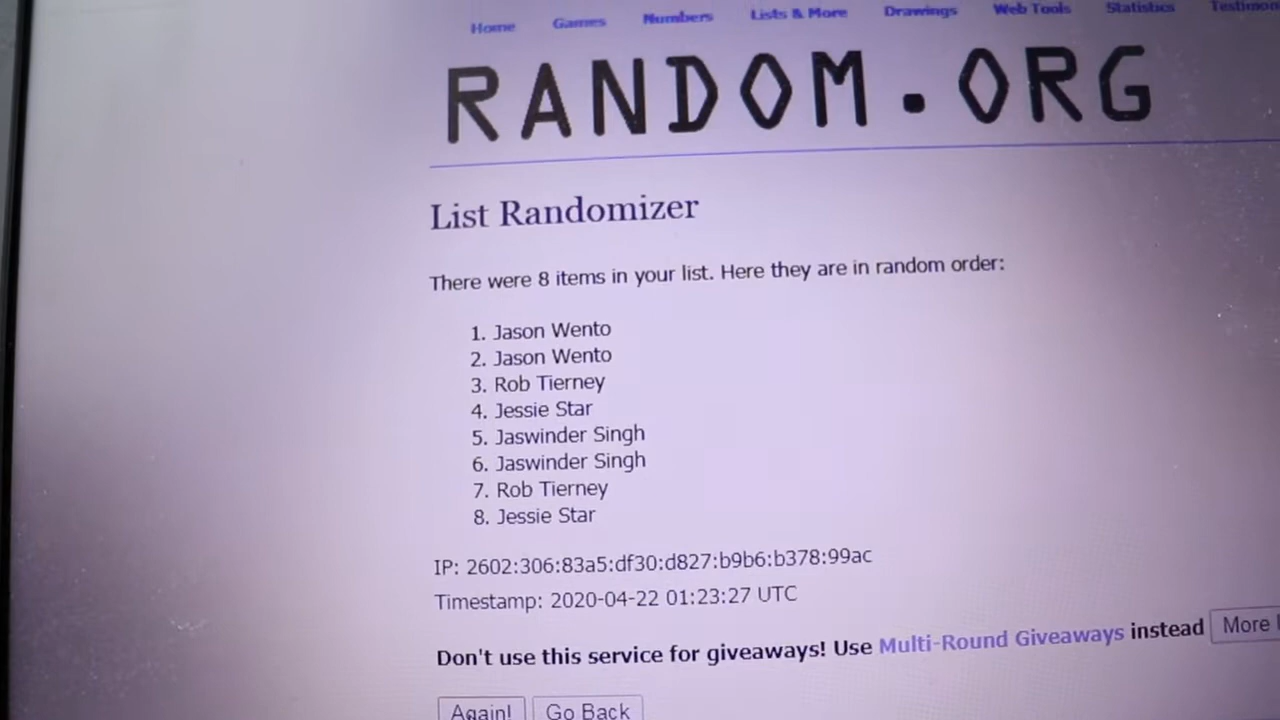 Home Games Numbers Lists & More Drawings Web Tools Statistics
RANDOM.ORG
List Randomizer
There were 8 items in your list. Here they are in random order:
1. Jason Wento
2. Jason Wento
3. Rob Tierney
4. Jessie Star
5. Jaswinder Singh
6. Jaswinder Singh
7. Rob Tierney
8. Jessie Star
IP: 2602:306:83a5:df30:d827:b9b6:b378:99ac
Timestamp: 2020-04-22 01:23:27 UTC
Don't use this service for giveaways! Use Multi-Round Giveaways instead More
Again! Go Back